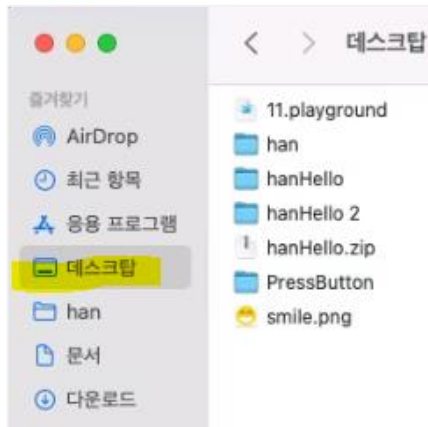 데스크탑
즐겨찾기
AirDrop
최근 항목
응용 프로그램
데스크탑
han
문서
다운로드
11.playground
han
hanHello
hanHello 2
hanHello.zip
PressButton
smile.png